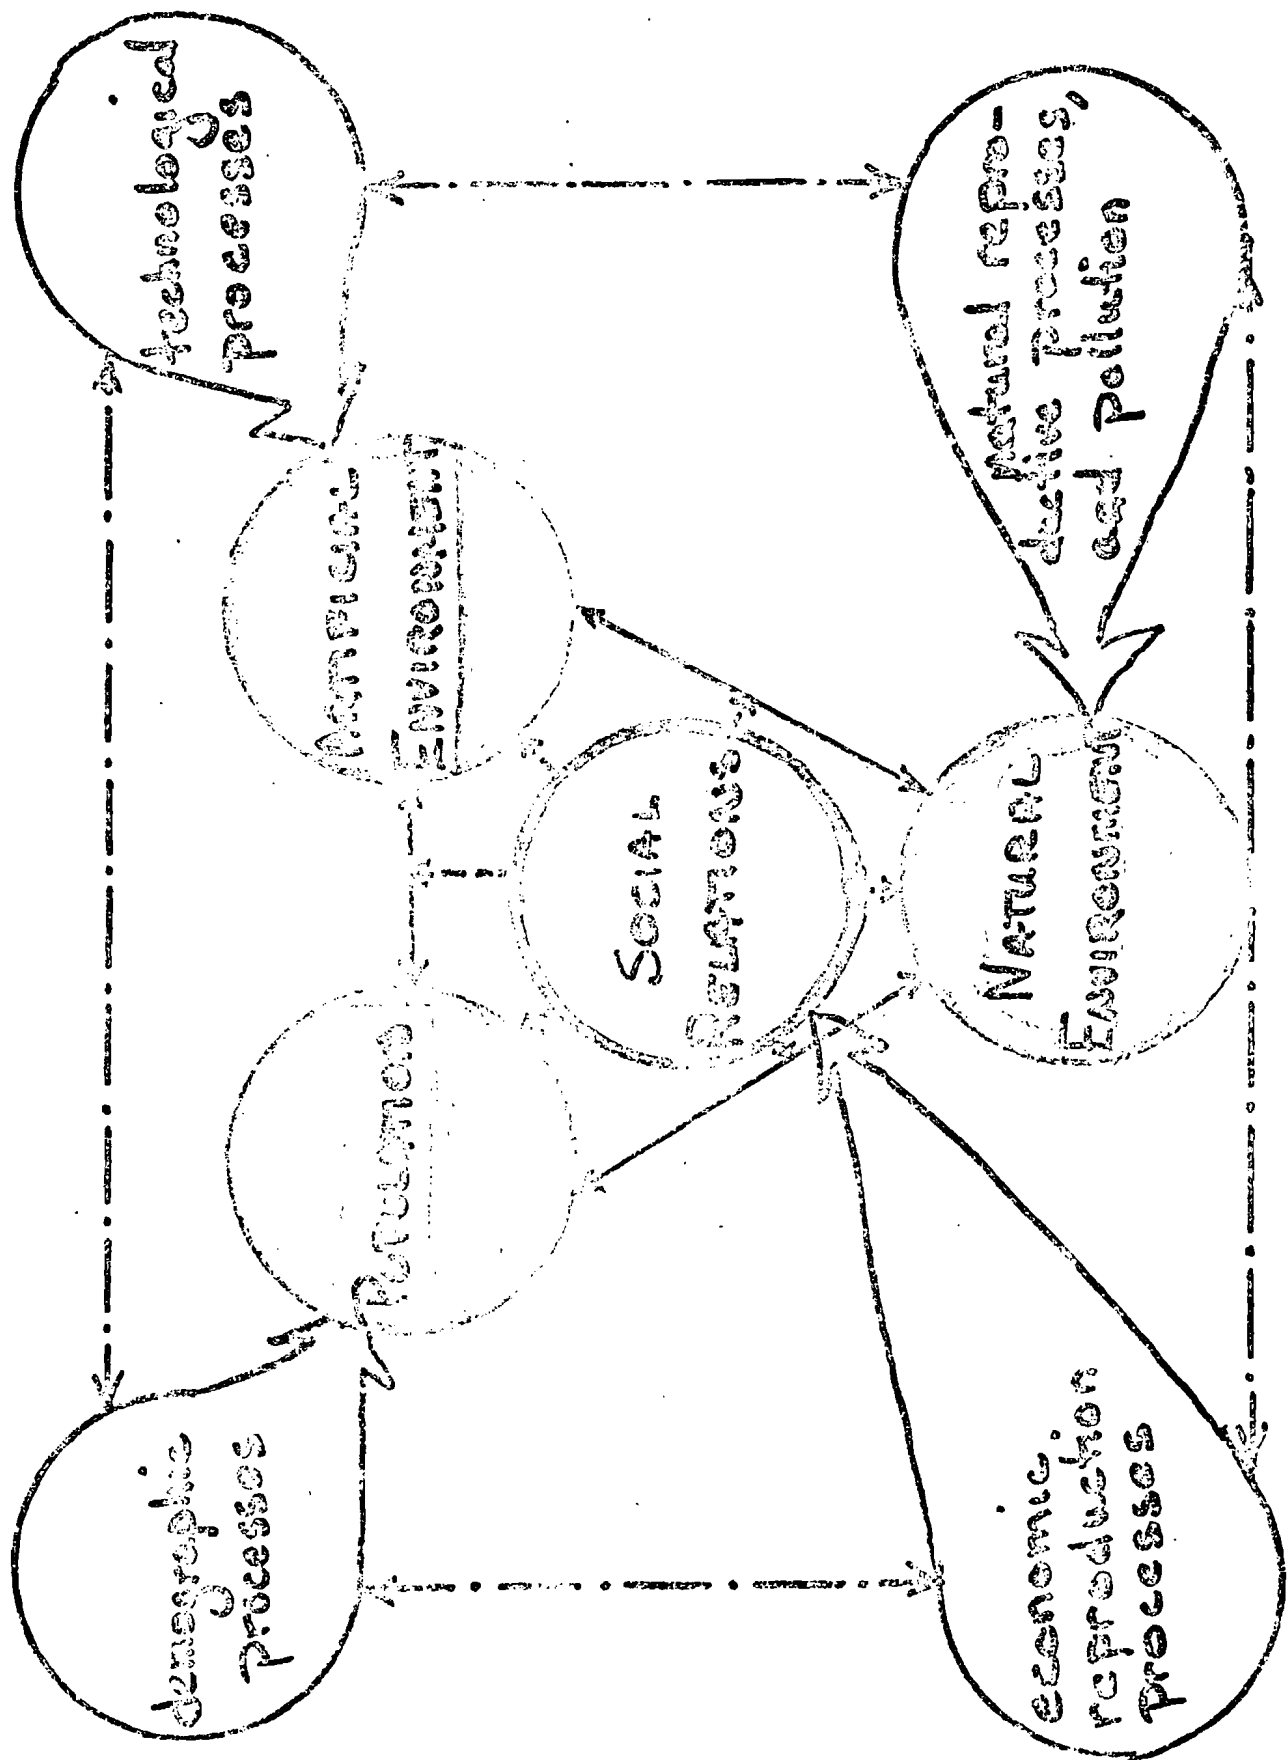 demographic
processes
technological
processes
POPULATION
ARTIFICIAL
ENVIRONMENT
SOCIAL
RELATIONS
NATURAL
ENVIRONMENT
economic
reproduction
processes
natural repro-
ductive processes,
and pollution